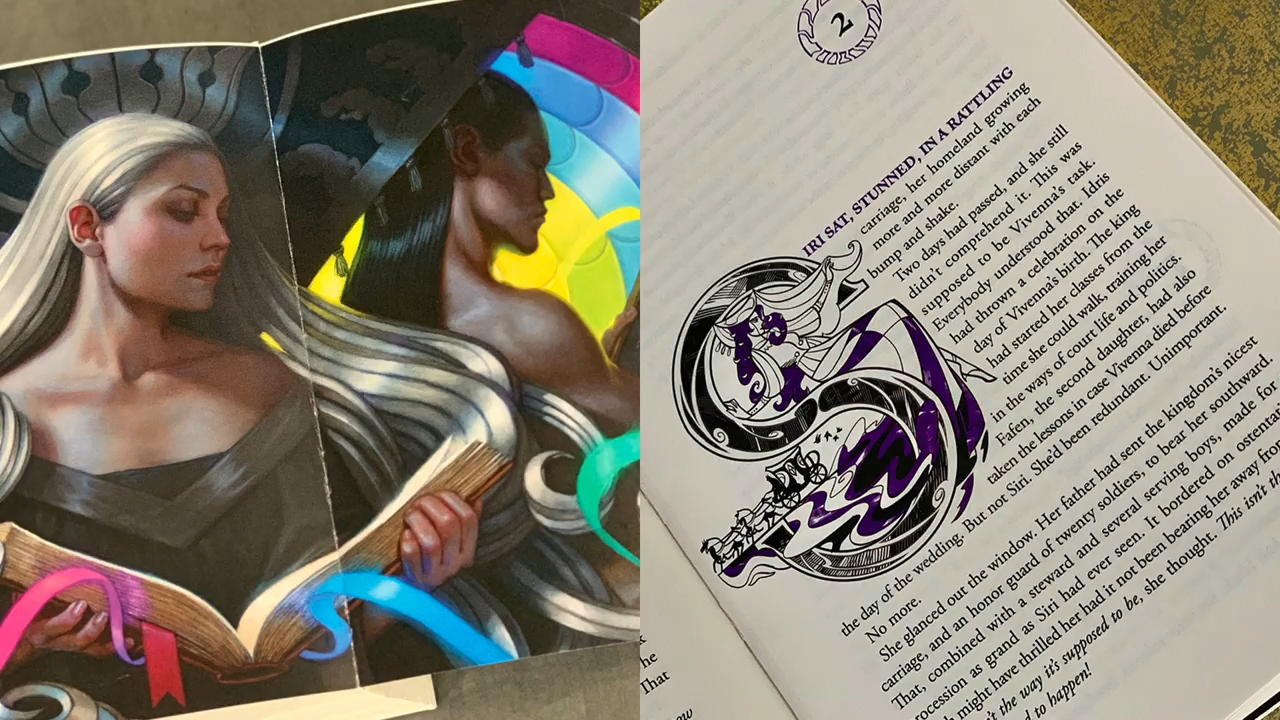 2
SIRI SAT, STUNNED, IN A RATTLING
carriage, her homeland growing
more and more distant with each
bump and shake.
Two days had passed, and she still
didn't comprehend it. This was
supposed to be Vivenna's task.
Everybody understood that. Idris
had thrown a celebration on the
day of Vivenna's birth. The king
had started her classes from the
time she could walk, training her
in the ways of court life and politics.
Fafen, the second daughter, had also
taken the lessons in case Vivenna died before
the day of the wedding. But not Siri. She'd been redundant. Unimportant.
No more.
She glanced out the window. Her father had sent the kingdom's nicest
carriage, and an honor guard of twenty soldiers, to bear her southward.
That, combined with a steward and several serving boys, made for
rocession as grand as Siri had ever seen. It bordered on ostenta
h might have thrilled her had it not been bearing her away fro
't the way it's supposed to be, she thought. This isn't th
d to happen!
he
That
ow